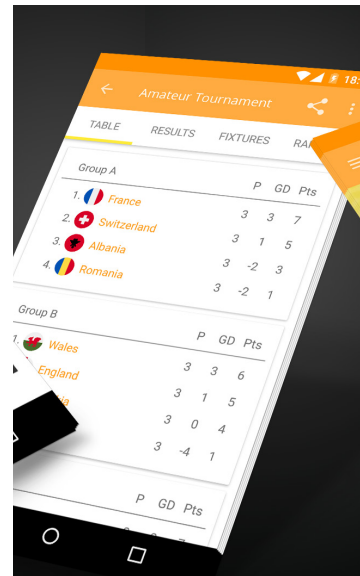 18:
Amateur Tournament
TABLE RESULTS FIXTURES RA
Group A P GD Pts
1. France 3 3 7
2. Switzerland 3 1 5
3. Albania 3 -2 3
4. Romania 3 -2 1
Group B P GD Pts
1. Wales 3 3 6
England 3 1 5
3 0 4
3 -4 1
P GD Pts